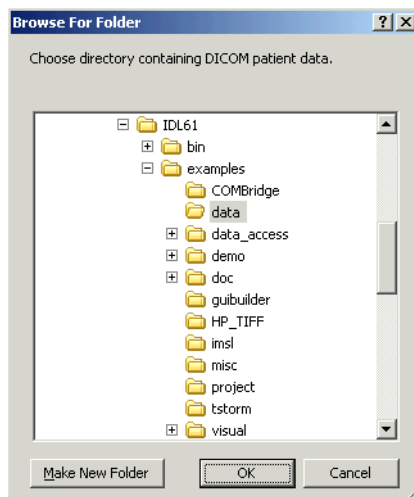 Browse For Folder
Choose directory containing DICOM patient data.
IDL61
bin
examples
COMBridge
data
data_access
demo
doc
guibuilder
HP_TIFF
imsl
misc
project
tstorm
visual
Make New Folder
OK
Cancel